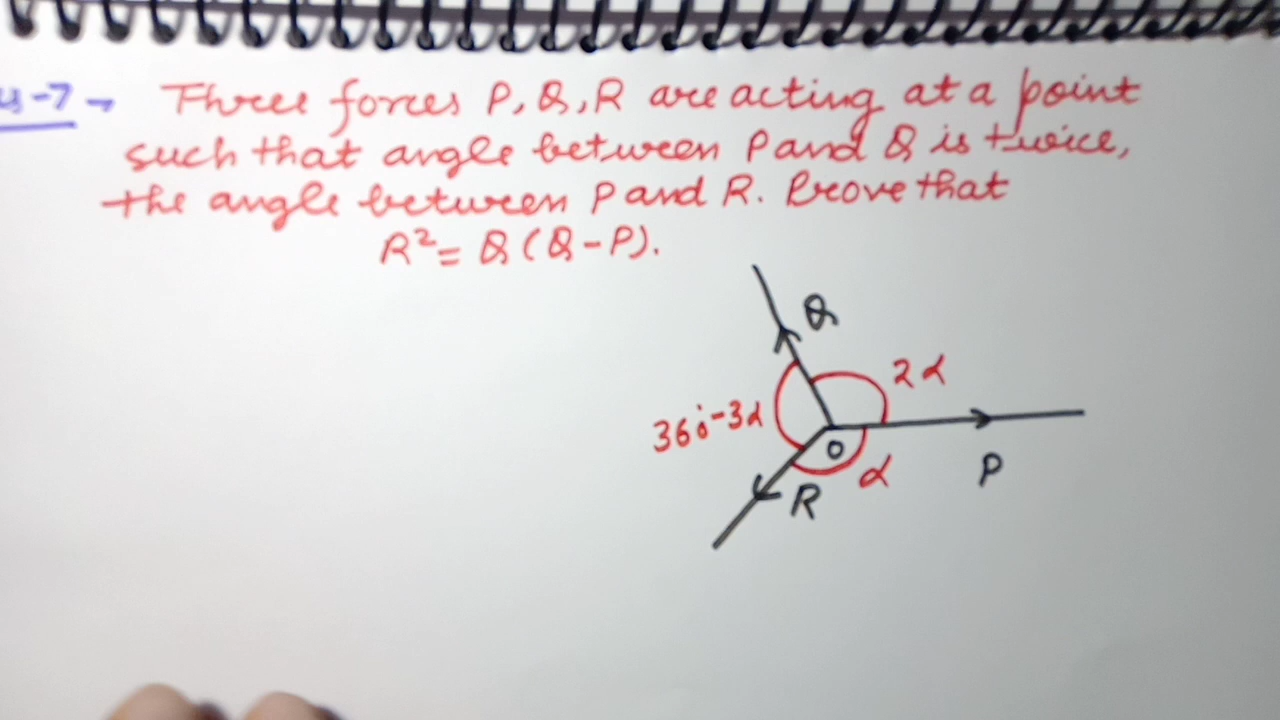 -7→ Three forces P, Q, R are acting at a point
such that angle between P and Q is twice,
the angle between P and R. Prove that
R² = Q (Q - P).
Q
2α
360°-3α
O
α
P
R